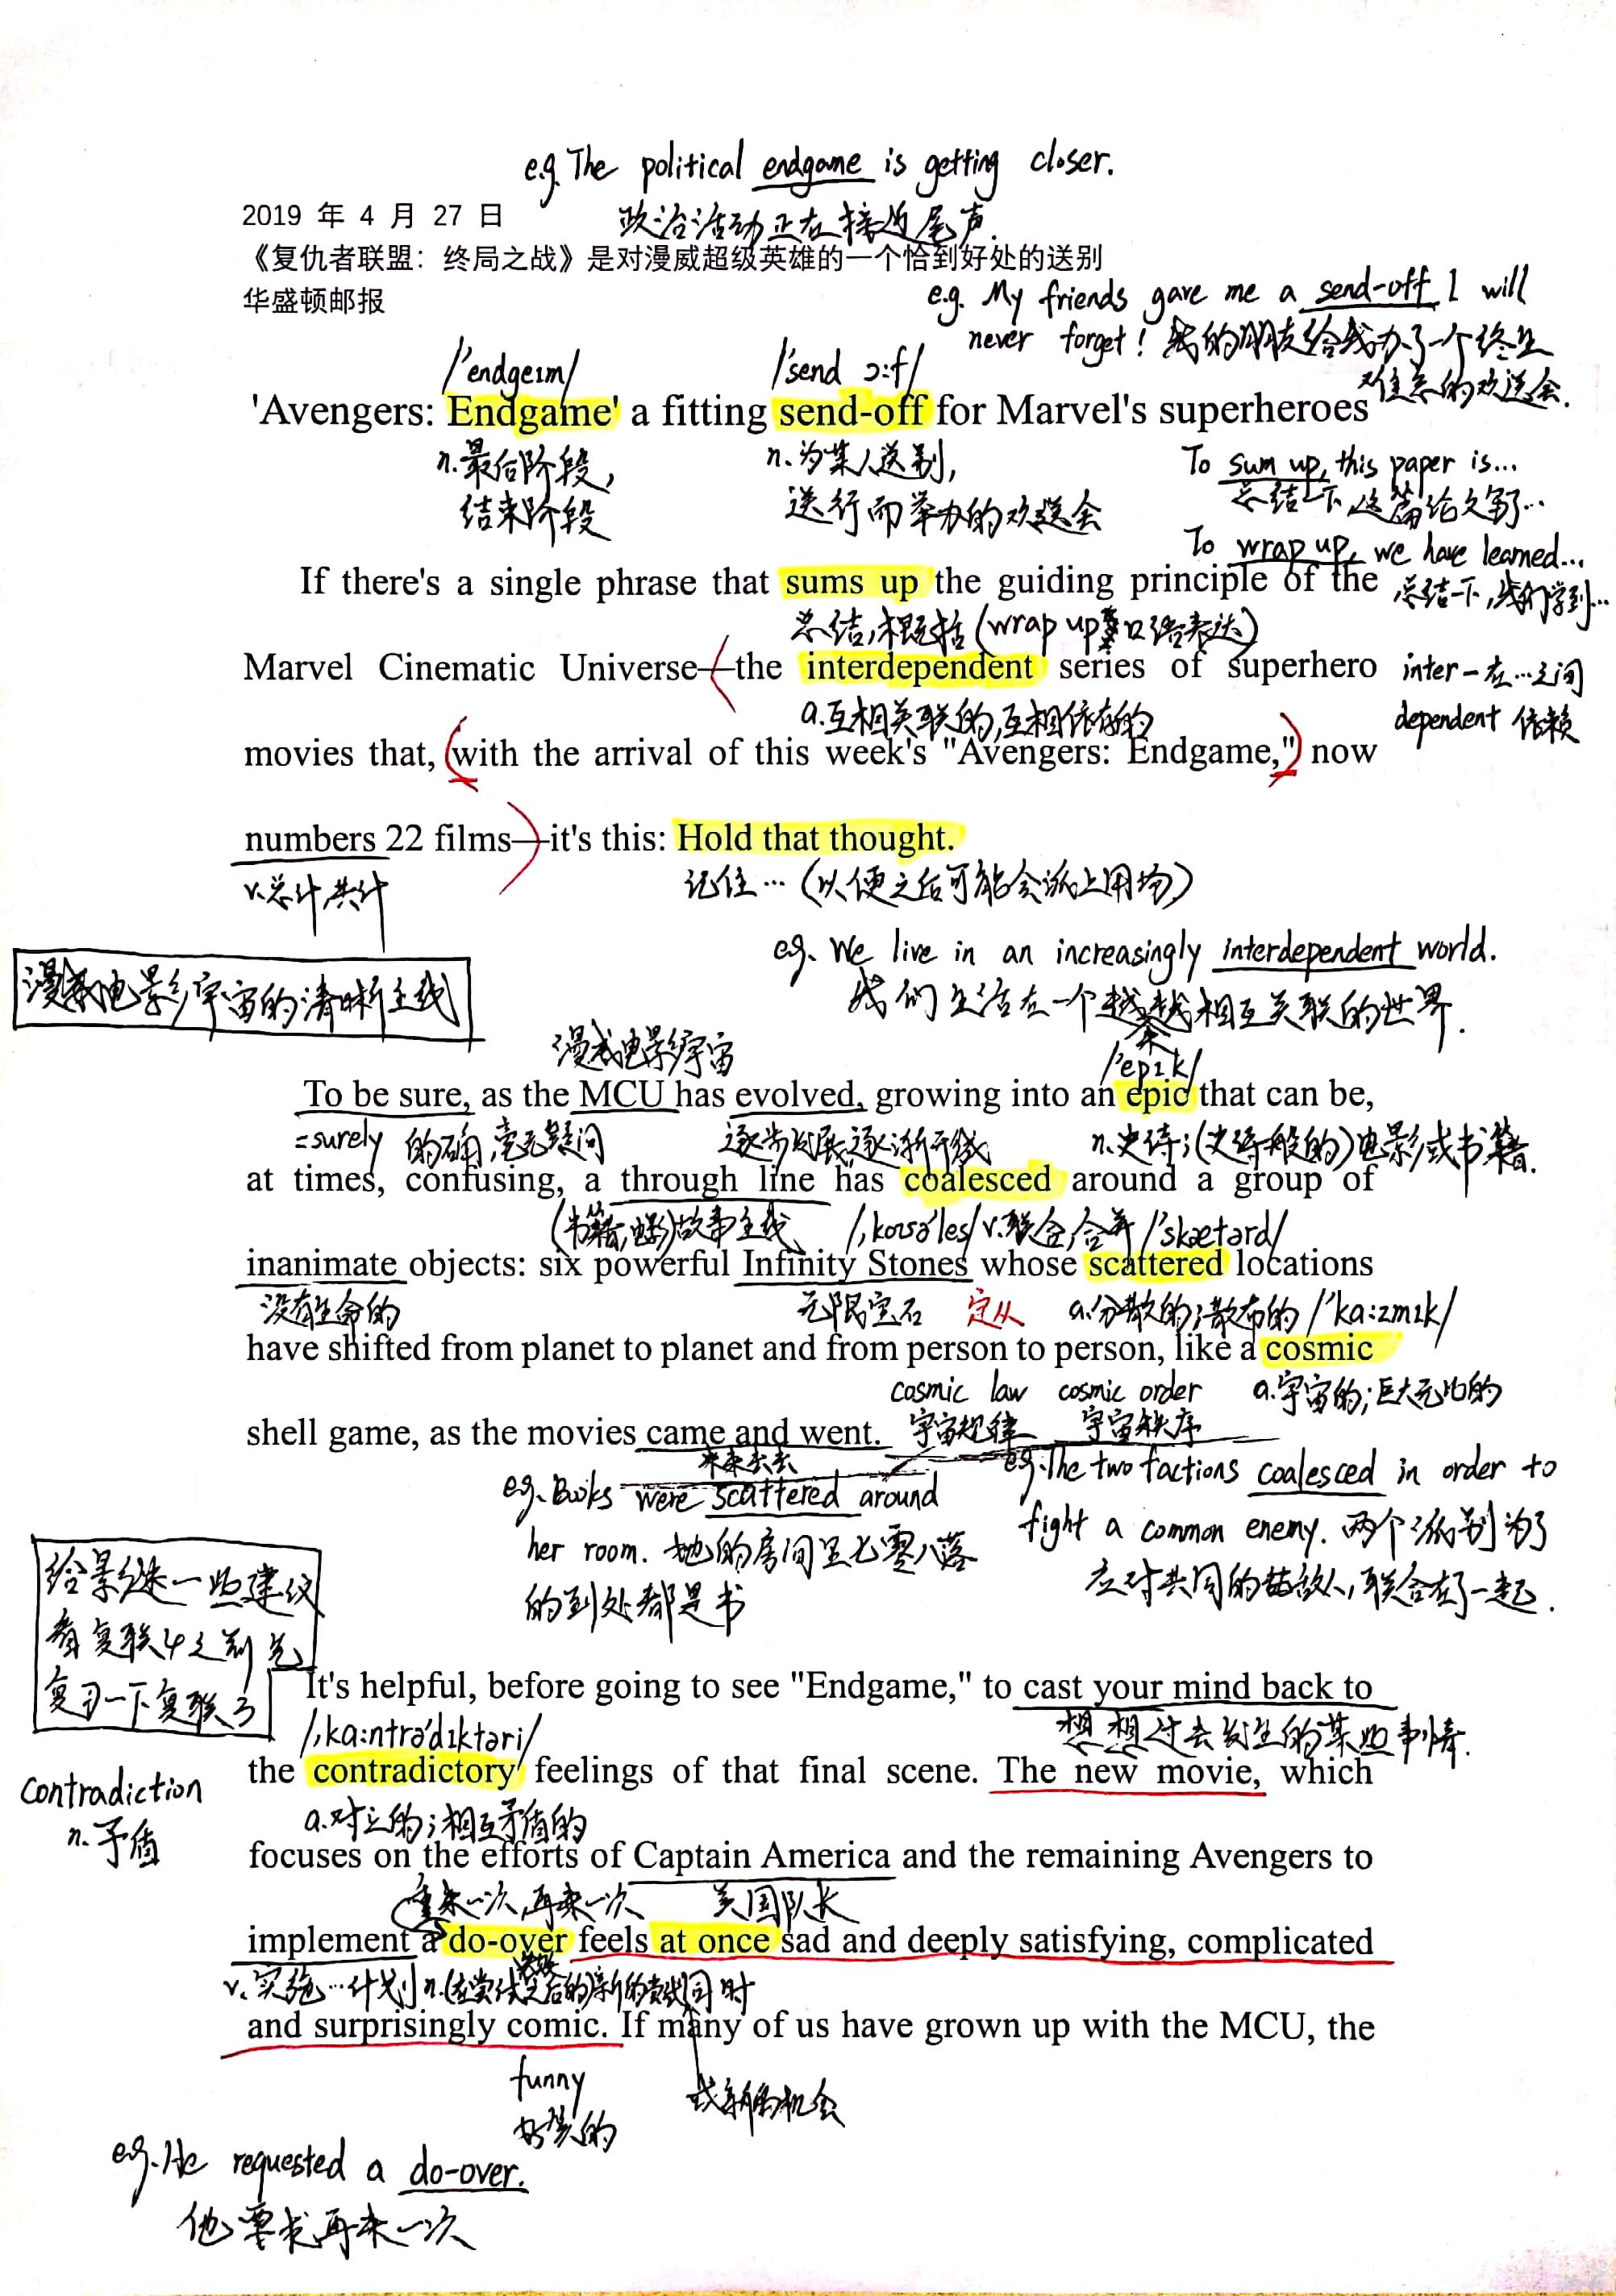 e.g. The political endgame is getting closer.
2019 年 4 月 27 日
政治活动正在接近尾声.
《复仇者联盟：终局之战》是对漫威超级英雄的一个恰到好处的送别
华盛顿邮报
e.g. My friends gave me a send-off I will
never forget! 我的朋友给我办了一个终生
难忘的欢送会.
/'endɡeɪm/
/'send ɔ:f/
'Avengers: Endgame' a fitting send-off for Marvel's superheroes
n.最后阶段,
结束阶段
n.为某人送别,
送行而举办的欢送会
To sum up, this paper is...
总结一下,这篇论文写了...
To wrap up, we have learned...
总结一下,我们学到...
If there's a single phrase that sums up the guiding principle of the
总结,概括(wrap up 口语表达)
Marvel Cinematic Universe—the interdependent series of superhero
inter-在...之间
dependent 依赖
a.互相关联的,互相依存的
movies that, (with the arrival of this week's "Avengers: Endgame,") now
numbers 22 films—it's this: Hold that thought.
v.总计,共计
记住...(以便之后可能会派上用场)
漫威电影宇宙的清晰主线
eg. We live in an increasingly interdependent world.
我们生活在一个越来越相互关联的世界.
漫威电影宇宙
/'epɪk/
To be sure, as the MCU has evolved, growing into an epic that can be,
=surely 的确,毫无疑问
逐步发展,逐渐开线
n.史诗;(史诗般的)电影或书籍.
at times, confusing, a through line has coalesced around a group of
(书籍,电影)故事主线
/ˌkoʊə'les/ v.联合,合并
/'skætərd/
inanimate objects: six powerful Infinity Stones whose scattered locations
没有生命的
无限宝石
定从
a.分散的;散布的
/'kɑ:zmɪk/
have shifted from planet to planet and from person to person, like a cosmic
cosmic law cosmic order
a.宇宙的;巨大无比的
shell game, as the movies came and went.
宇宙规律 宇宙秩序
来来去去
eg. Books were scattered around
her room. 她的房间里七零八落
的到处都是书
eg. The two factions coalesced in order to
fight a common enemy. 两个派别为了
应对共同的敌人,联合在了一起.
给观众一些建议
看复联4之前先
复习一下复联3
It's helpful, before going to see "Endgame," to cast your mind back to
想想过去发生的某些事情.
/ˌkɑ:ntrə'dɪktəri/
the contradictory feelings of that final scene. The new movie, which
contradiction
n.矛盾
a.对立的;相互矛盾的
focuses on the efforts of Captain America and the remaining Avengers to
重来一次,再来一次
美国队长
implement a do-over feels at once sad and deeply satisfying, complicated
v.实施...计划
同时
and surprisingly comic. If many of us have grown up with the MCU, the
funny
好笑的
或新的机会
e.g. He requested a do-over.
他要求再来一次